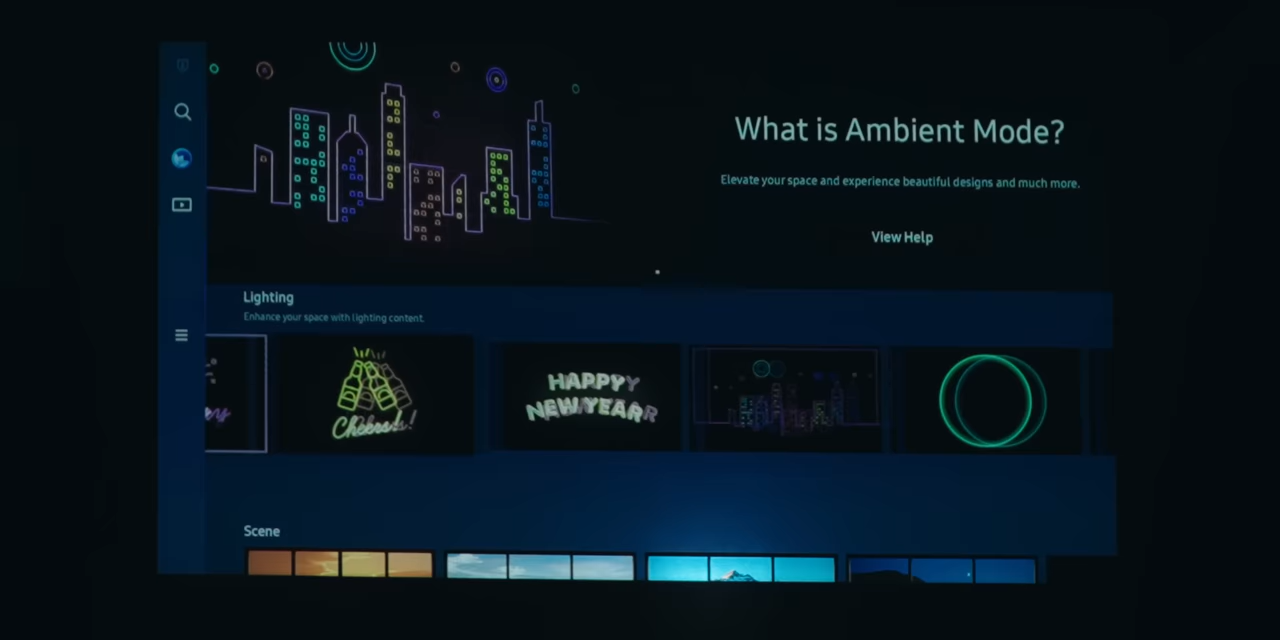 What is Ambient Mode?
Elevate your space and experience beautiful designs and much more.
View Help
Lighting
Enhance your space with lighting content.
Cheers!
HAPPY
NEW YEAR
Scene